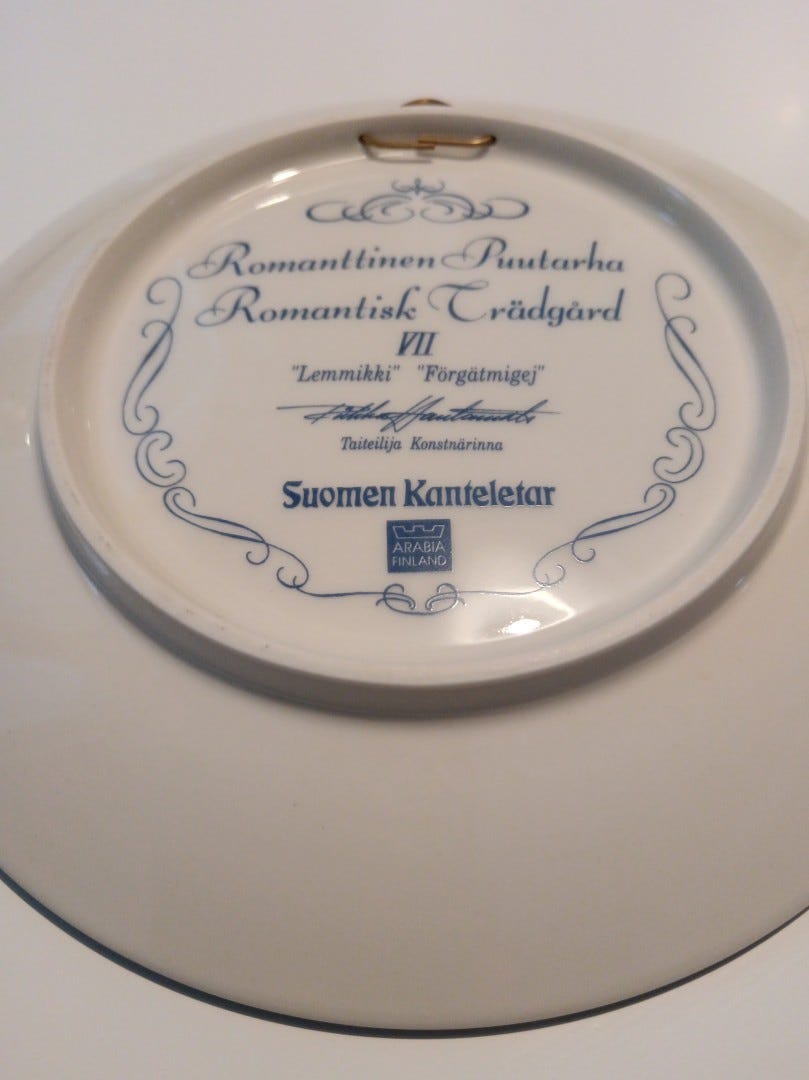 Romanttinen Puutarha
Romantisk Trädgård
VII
"Lemmikki" "Förgätmigej"
Taiteilija Konstnärinna
Suomen Kanteletar
ARABIA
FINLAND